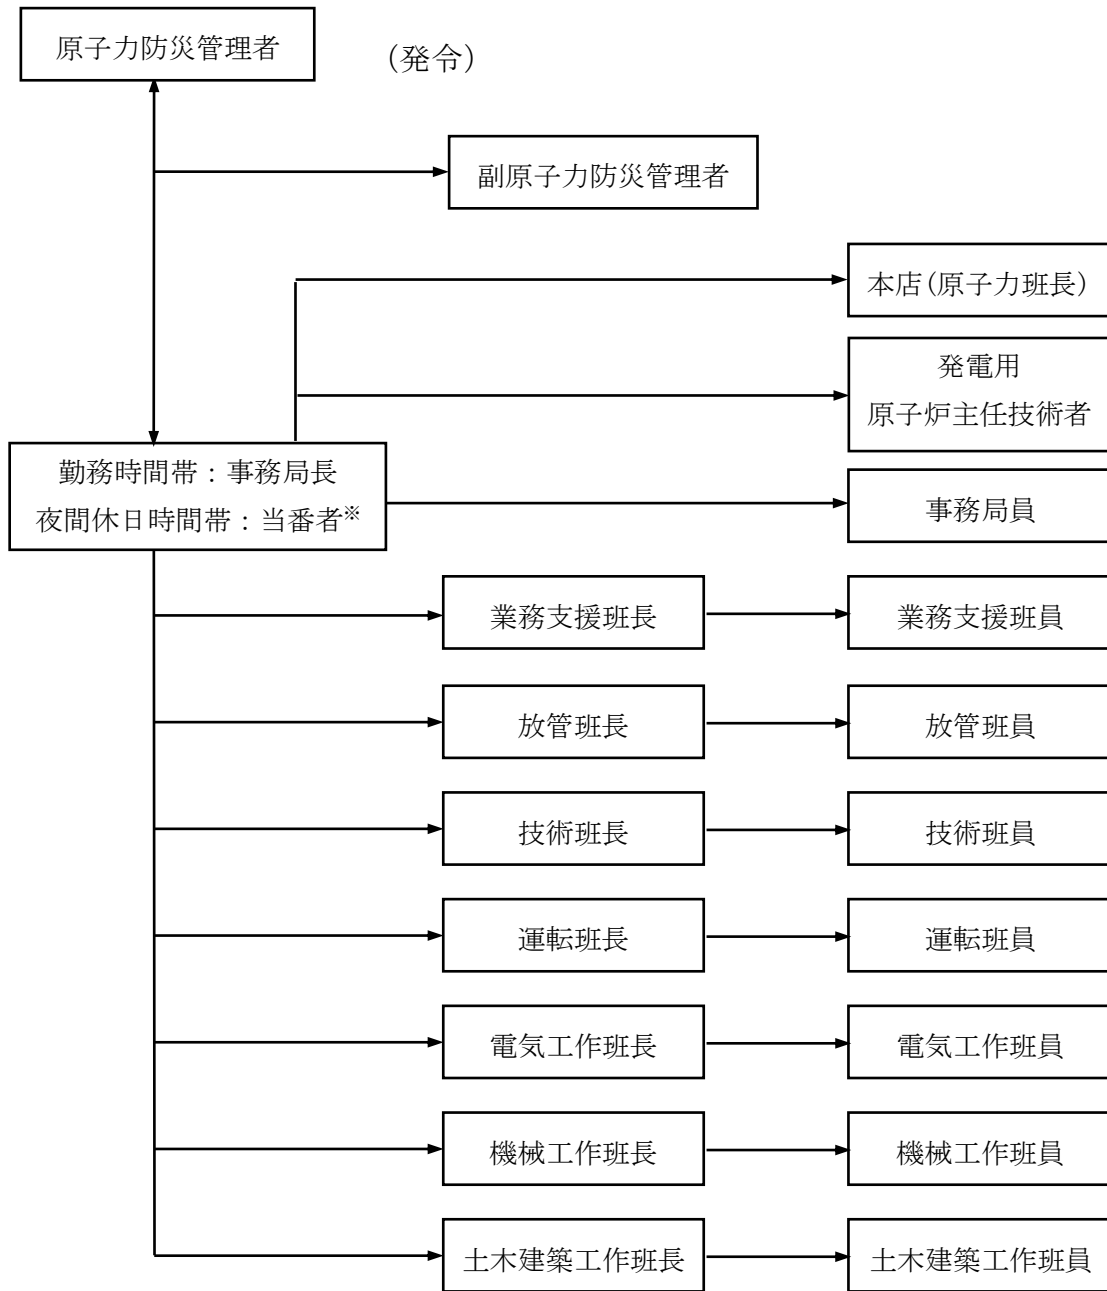 原子力防災管理者
(発令)
副原子力防災管理者
本店(原子力班長)
発電用
原子炉主任技術者
勤務時間帯：事務局長
夜間休日時間帯：当番者※
事務局員
業務支援班長
業務支援班員
放管班長
放管班員
技術班長
技術班員
運転班長
運転班員
電気工作班長
電気工作班員
機械工作班長
機械工作班員
土木建築工作班長
土木建築工作班員